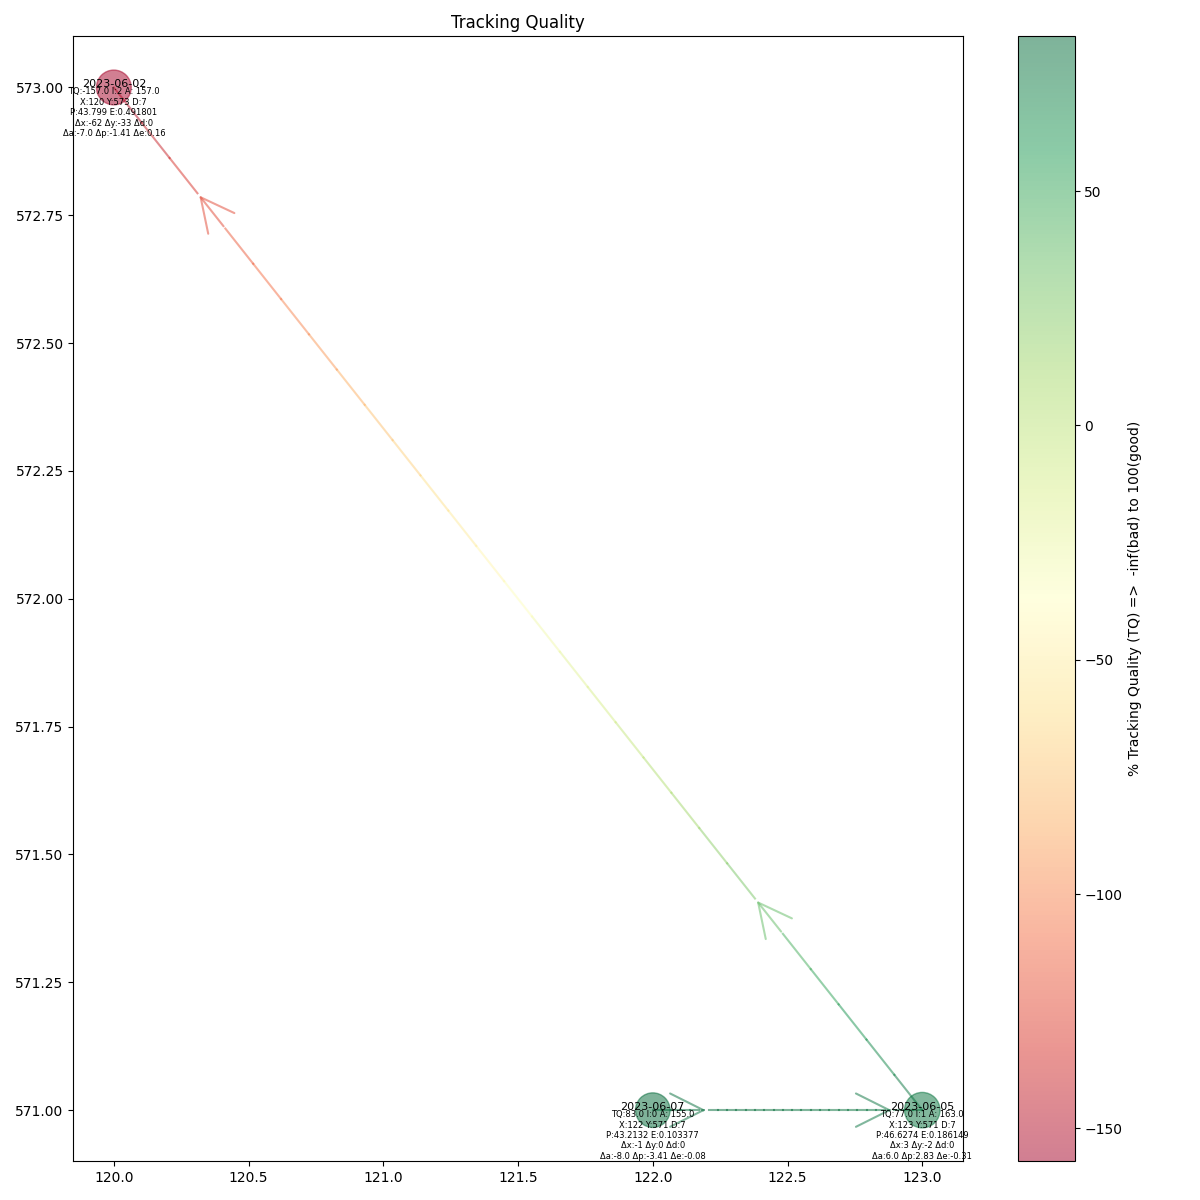 Tracking Quality
573.00
572.75
572.50
572.25
572.00
571.75
571.50
571.25
571.00
2023-06-02
TQ:-157.0 I:2 A: 157.0
X:120 Y:573 D:7
P:43.799 E:0.491801
Δx:-62 Δy:-33 Δd:0
Δa:-7.0 Δp:-1.41 Δe:0.16
2023-06-07
TQ:83.0 I:0 A: 155.0
X:122 Y:571 D:7
P:43.2132 E:0.103377
Δx:-1 Δy:0 Δd:0
Δa:-8.0 Δp:-3.41 Δe:-0.08
2023-06-05
TQ:77.0 I:1 A: 163.0
X:123 Y:571 D:7
P:46.6274 E:0.186149
Δx:3 Δy:-2 Δd:0
Δa:6.0 Δp:2.83 Δe:-0.31
120.0
120.5
121.0
121.5
122.0
122.5
123.0
50
0
−50
−100
−150
% Tracking Quality (TQ) => -inf(bad) to 100(good)